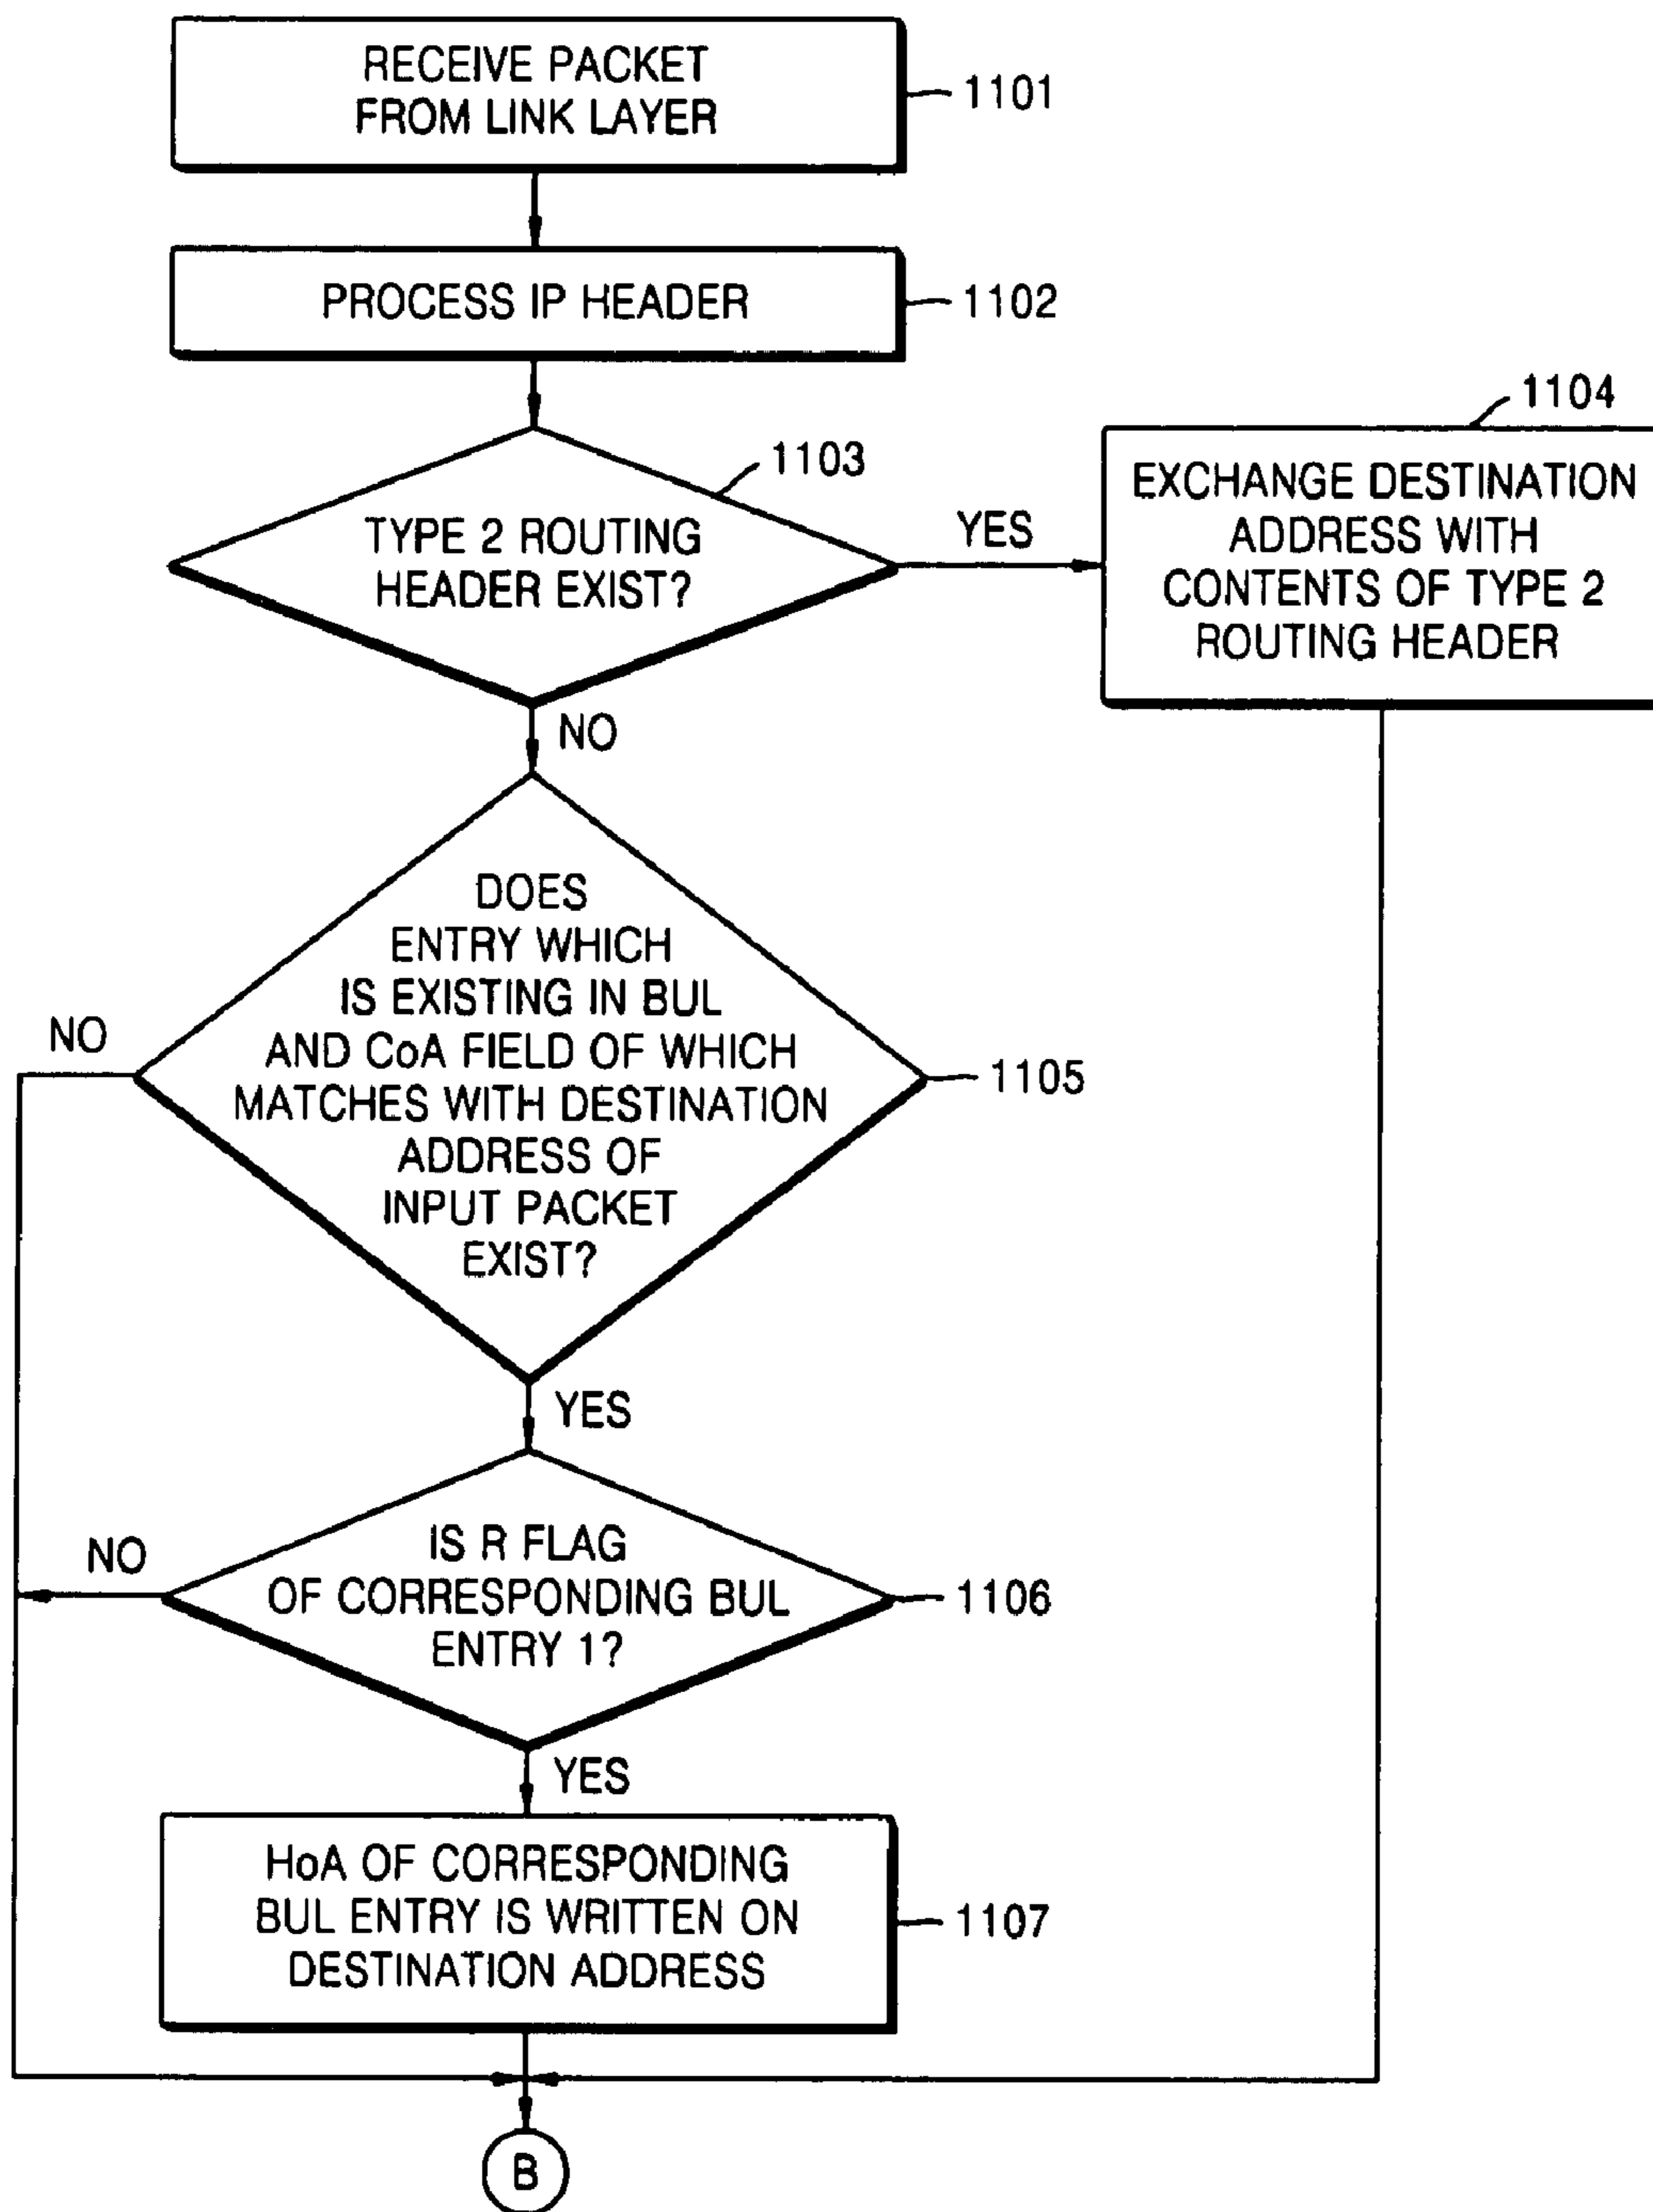 RECEIVE PACKET
FROM LINK LAYER
1101
PROCESS IP HEADER
1102
1103
TYPE 2 ROUTING
HEADER EXIST?
YES
1104
EXCHANGE DESTINATION
ADDRESS WITH
CONTENTS OF TYPE 2
ROUTING HEADER
NO
DOES
ENTRY WHICH
IS EXISTING IN BUL
AND CoA FIELD OF WHICH
MATCHES WITH DESTINATION
ADDRESS OF
INPUT PACKET
EXIST?
NO
1105
YES
IS R FLAG
OF CORRESPONDING BUL
ENTRY 1?
NO
1106
YES
HoA OF CORRESPONDING
BUL ENTRY IS WRITTEN ON
DESTINATION ADDRESS
1107
B